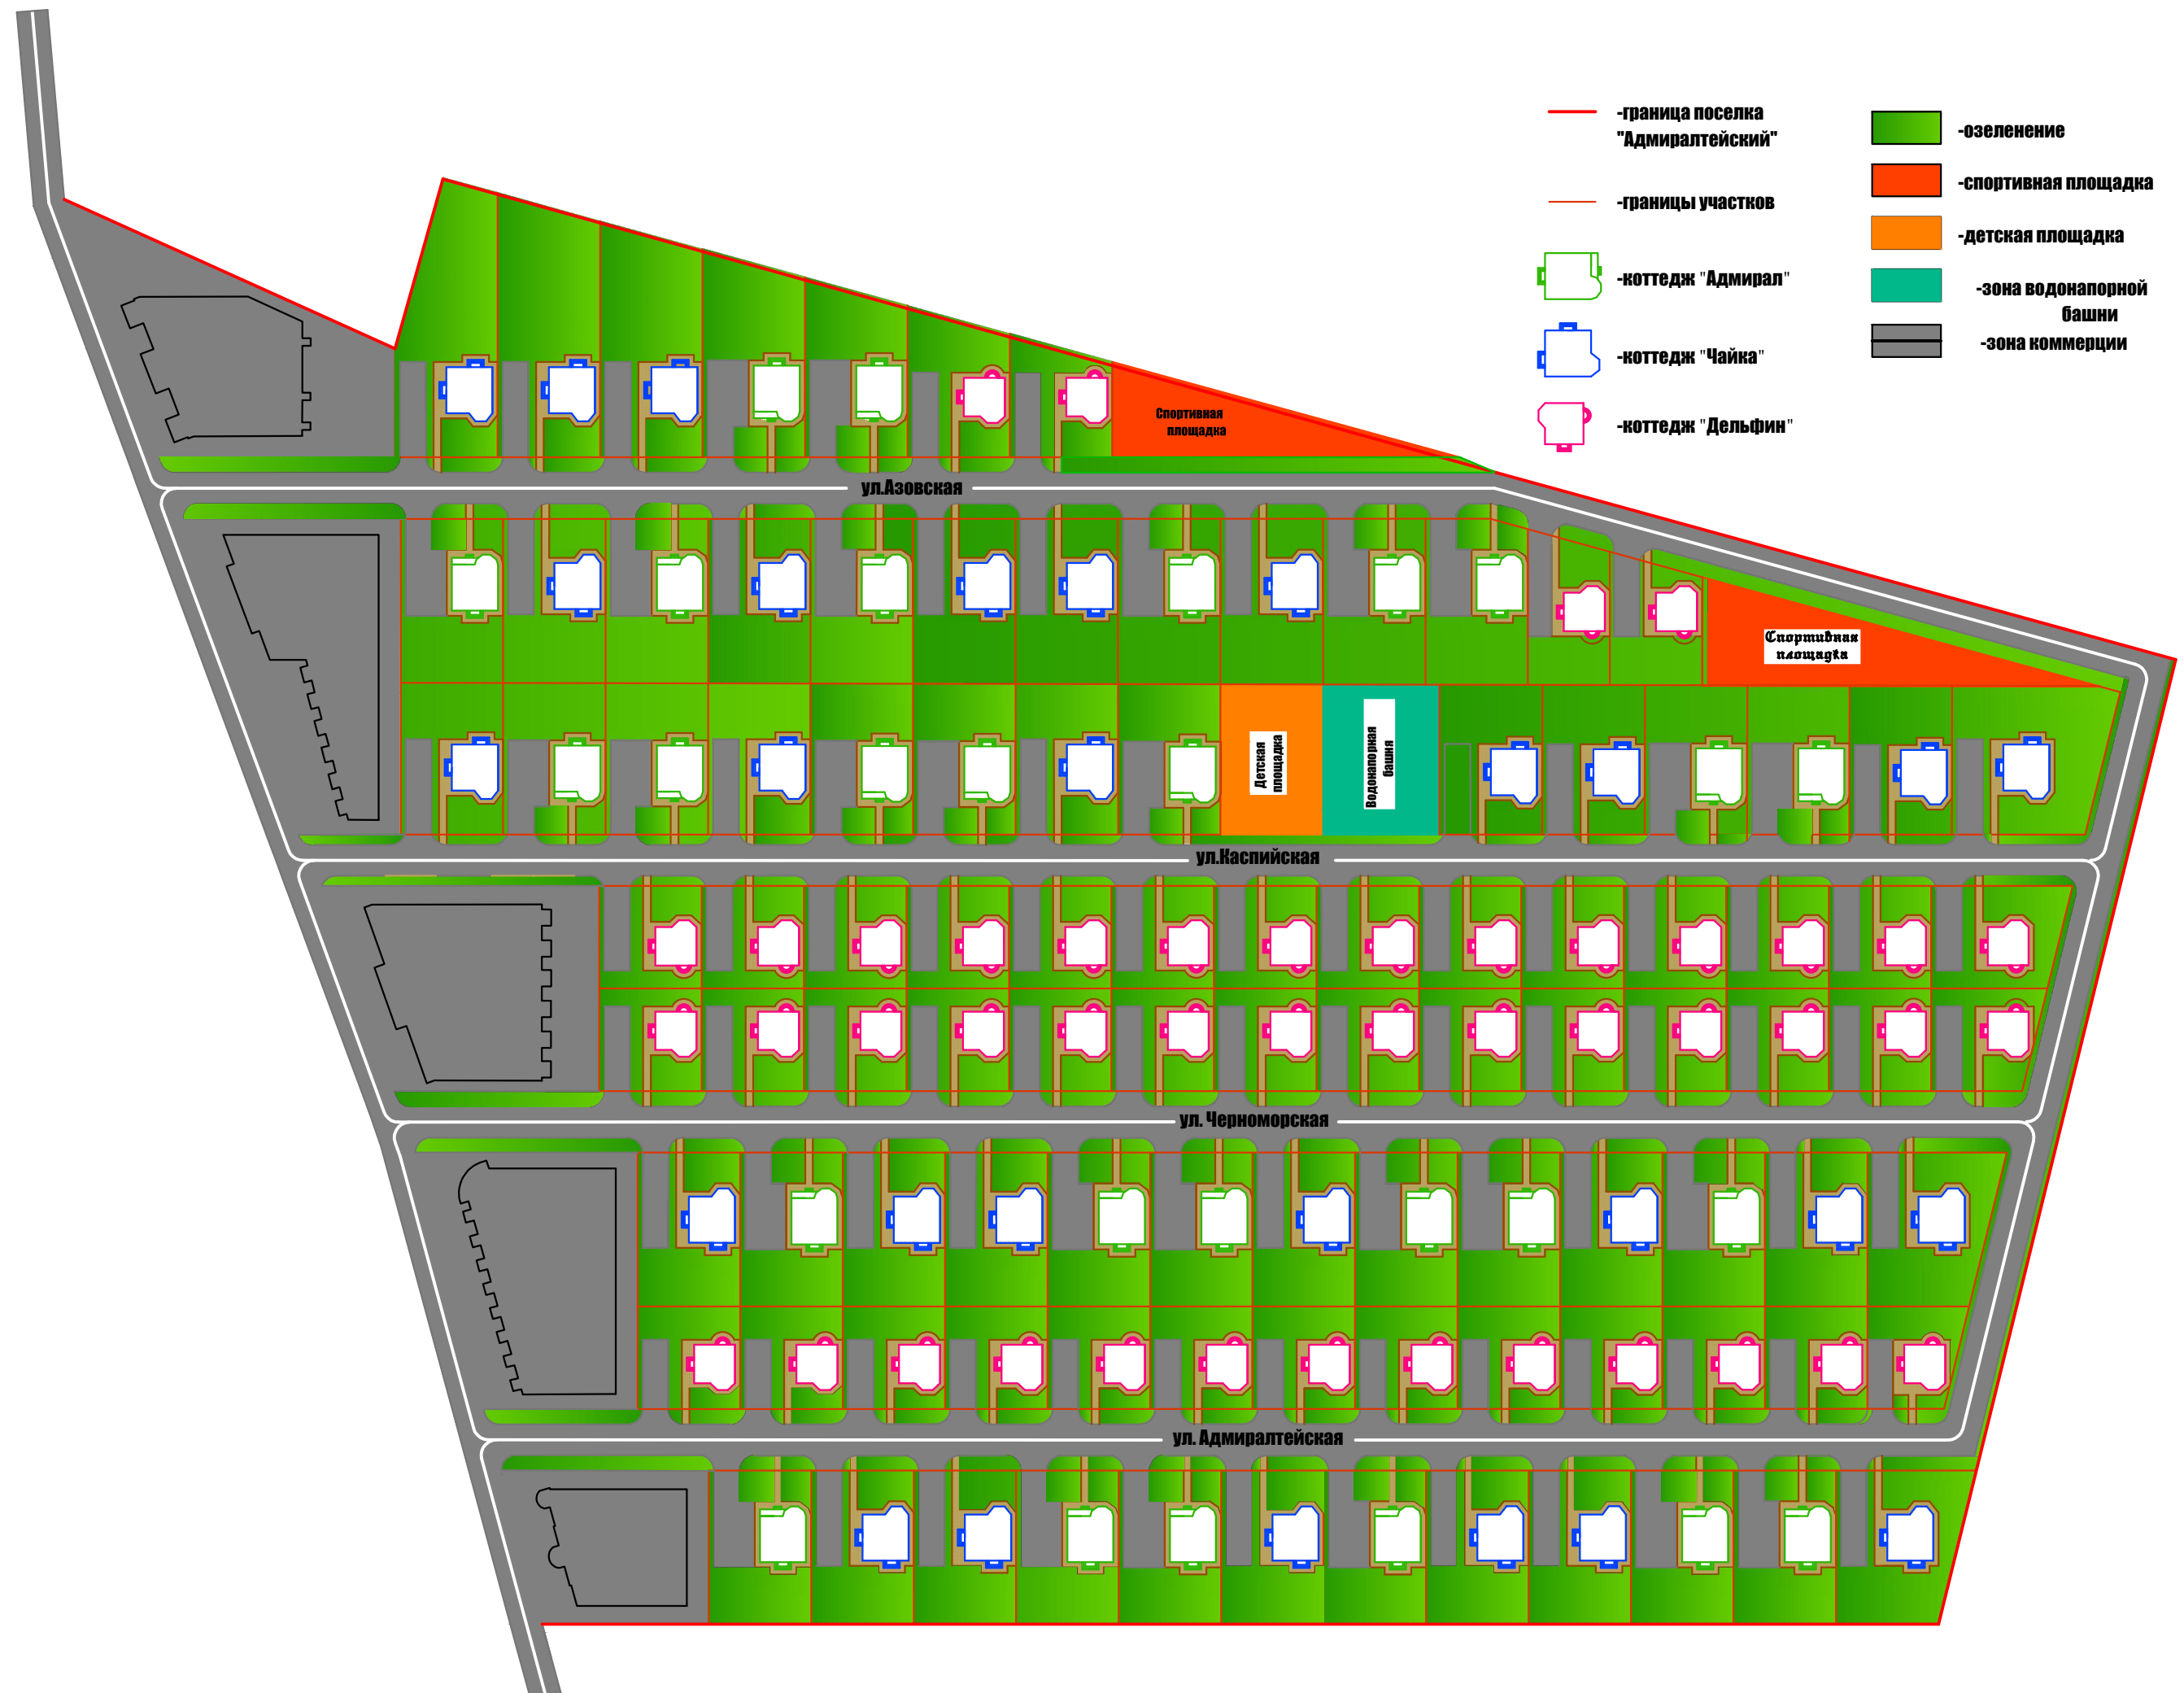 -граница поселка
"Адмиралтейский"
-границы участков
-коттедж "Адмирал"
-коттедж "Чайка"
-коттедж "Дельфин"
-озеленение
-спортивная площадка
-детская площадка
-зона водонапорной
башни
-зона коммерции
Спортивная
площадка
ул.Азовская
Спортивная
площадка
Детская
площадка
Водонапорная
башня
ул.Каспийская
ул. Черноморская
ул. Адмиралтейская